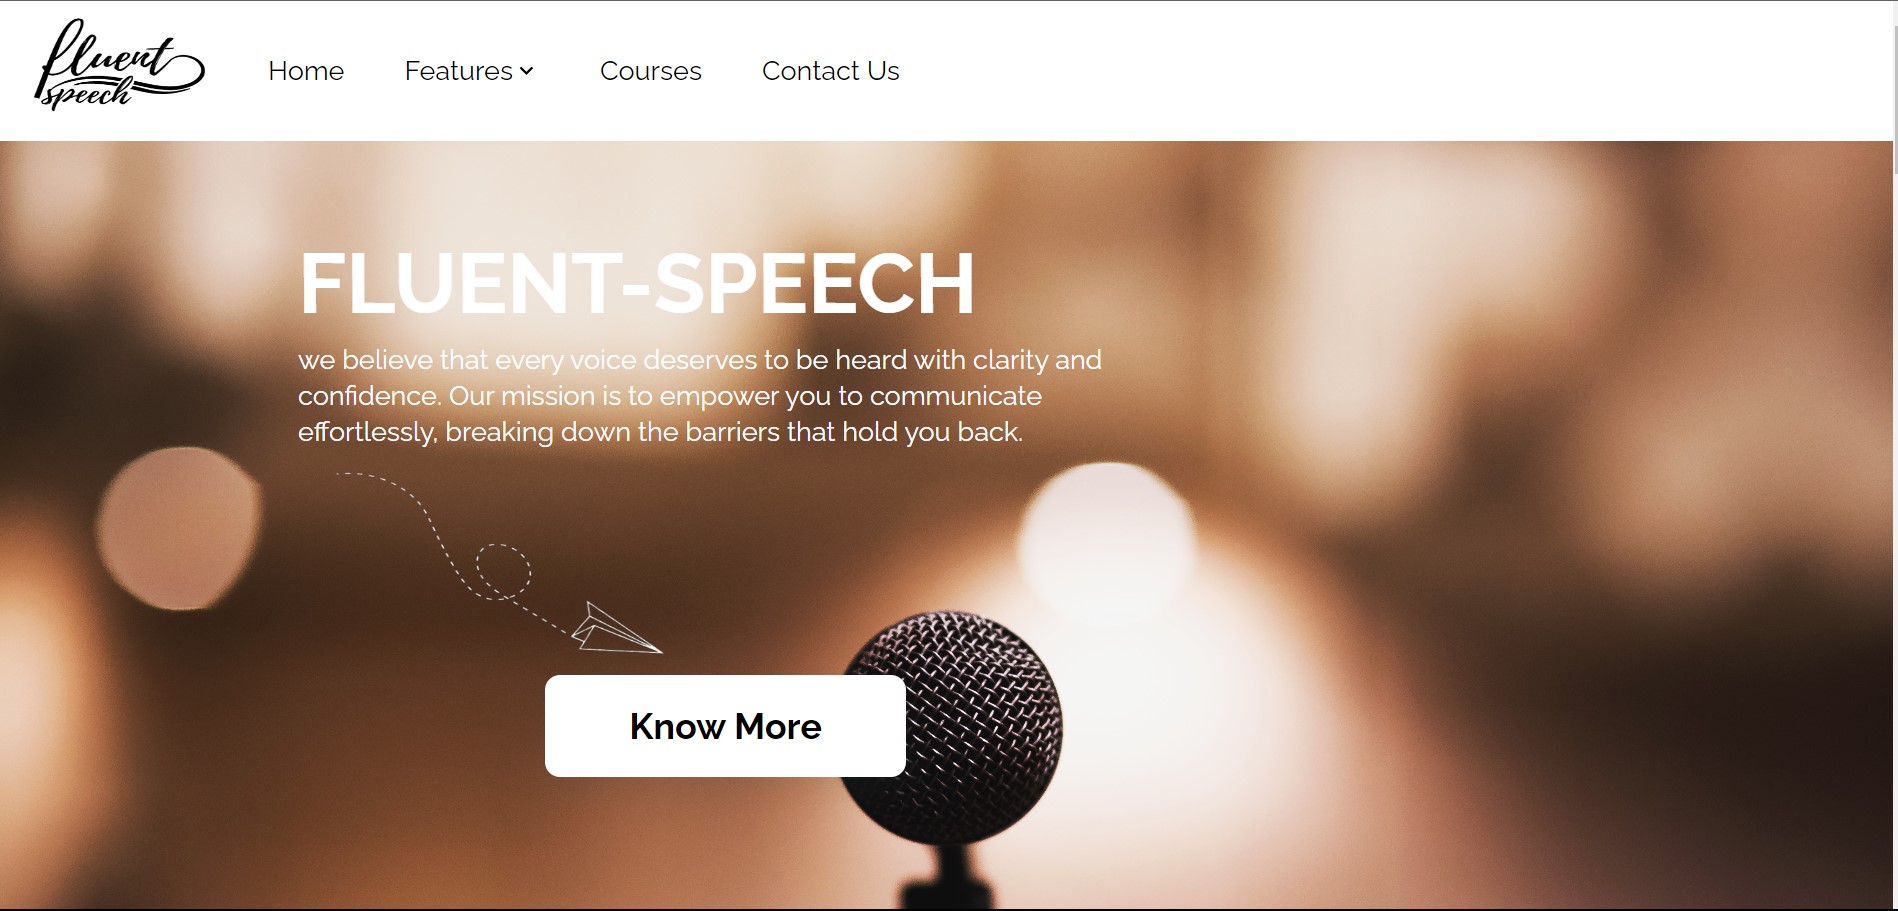 fluent
speech
Home Features Courses Contact Us
FLUENT-SPEECH
we believe that every voice deserves to be heard with clarity and
confidence. Our mission is to empower you to communicate
effortlessly, breaking down the barriers that hold you back.
Know More